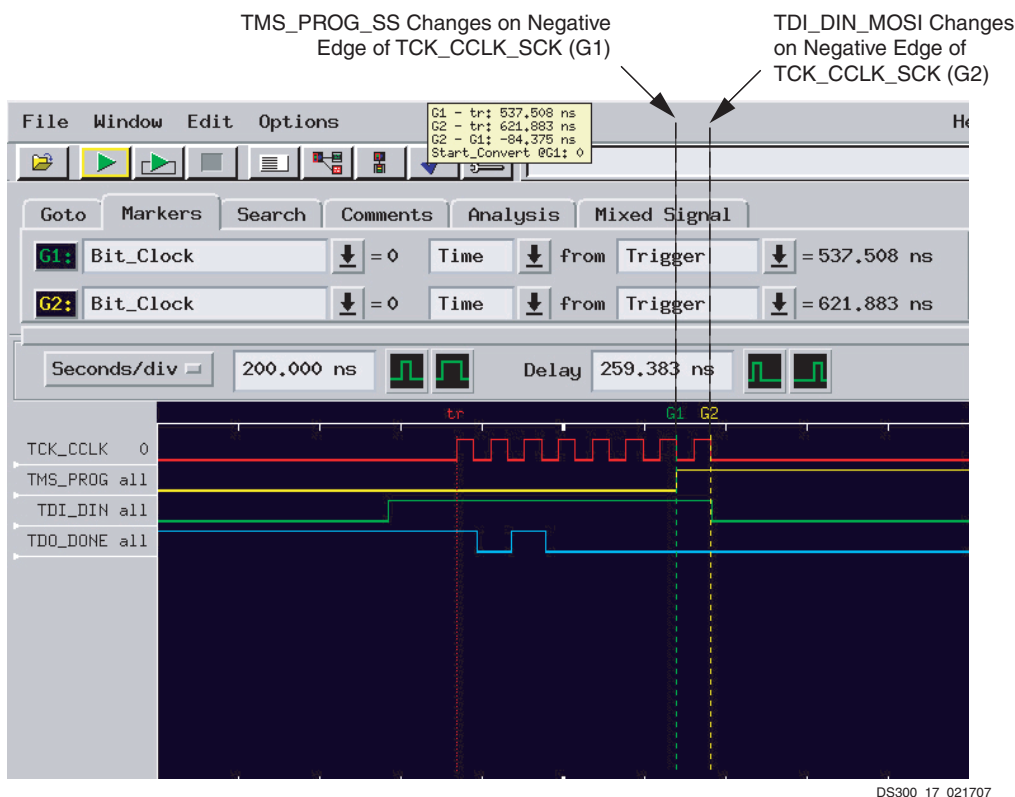 TMS_PROG_SS Changes on Negative
Edge of TCK_CCLK_SCK (G1)
TDI_DIN_MOSI Changes
on Negative Edge of
TCK_CCLK_SCK (G2)
File Window Edit Options
G1 - tr: 537.508 ns
G2 - tr: 621.883 ns
G2 - G1: -84.375 ns
Start_Convert @G1: 0
Goto Markers Search Comments Analysis Mixed Signal
G1: Bit_Clock = 0 Time from Trigger = 537.508 ns
G2: Bit_Clock = 0 Time from Trigger = 621.883 ns
Seconds/div 200.000 ns Delay 259.383 ns
tr G1 G2
TCK_CCLK 0
TMS_PROG all
TDI_DIN all
TDO_DONE all
DS300_17_021707